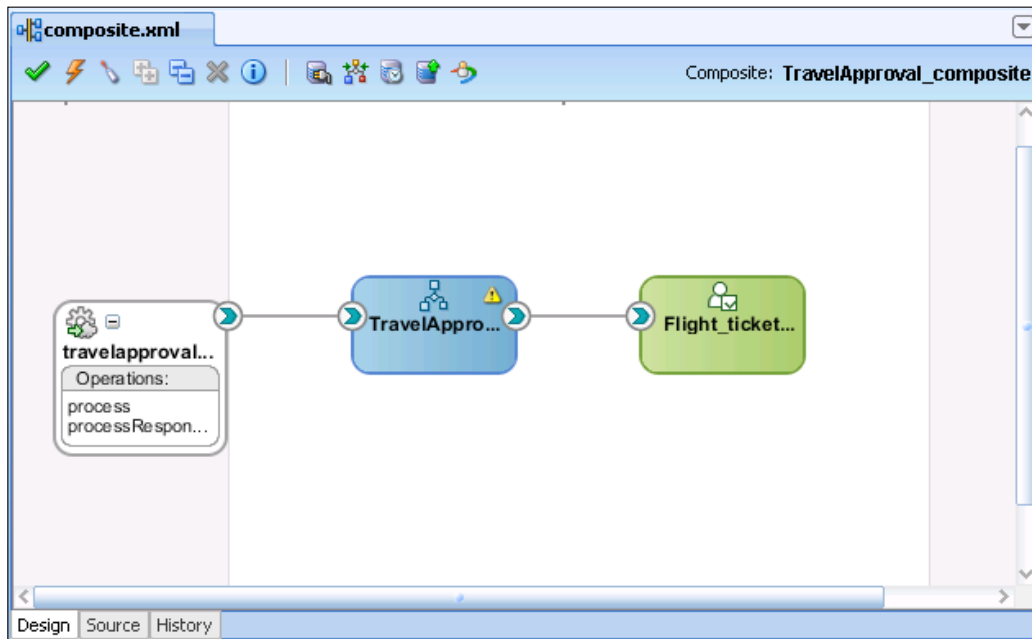 composite.xml
Composite: TravelApproval_composite
TravelAppro...
Flight_ticket...
travelapproval...
Operations:
process
processRespon...
Design Source History